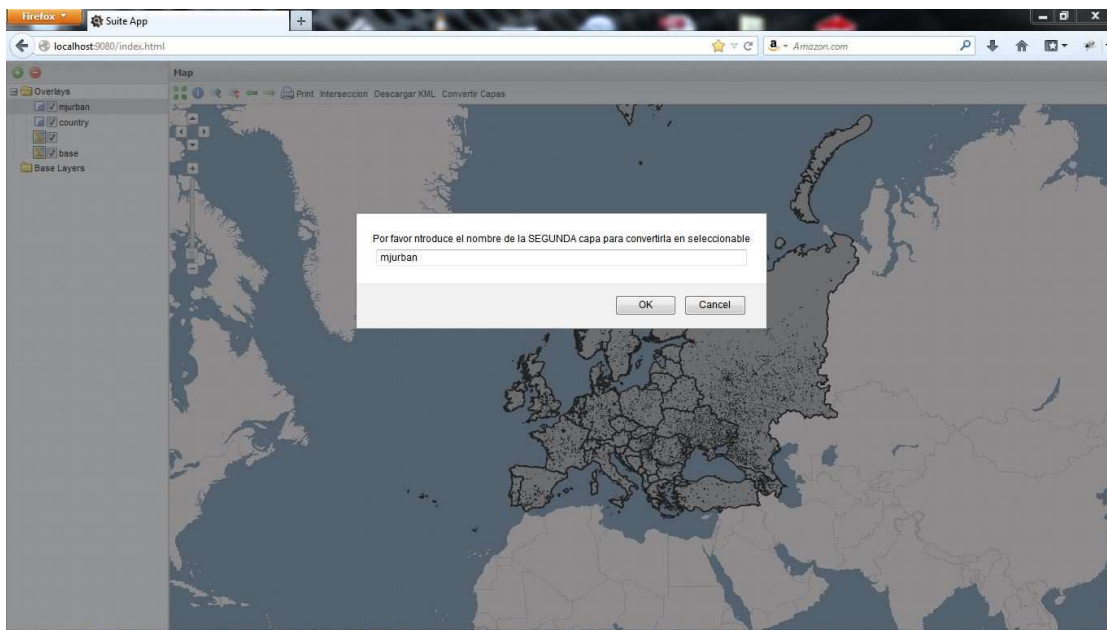 Firefox
Suite App
localhost:9080/index.html
a - Amazon.com
Map
Overlays
mjurban
country
base
Base Layers
Print Interseccion Descargar KML Convertir Capas
Por favor ntroduce el nombre de la SEGUNDA capa para convertirla en seleccionable
mjurban
OK Cancel